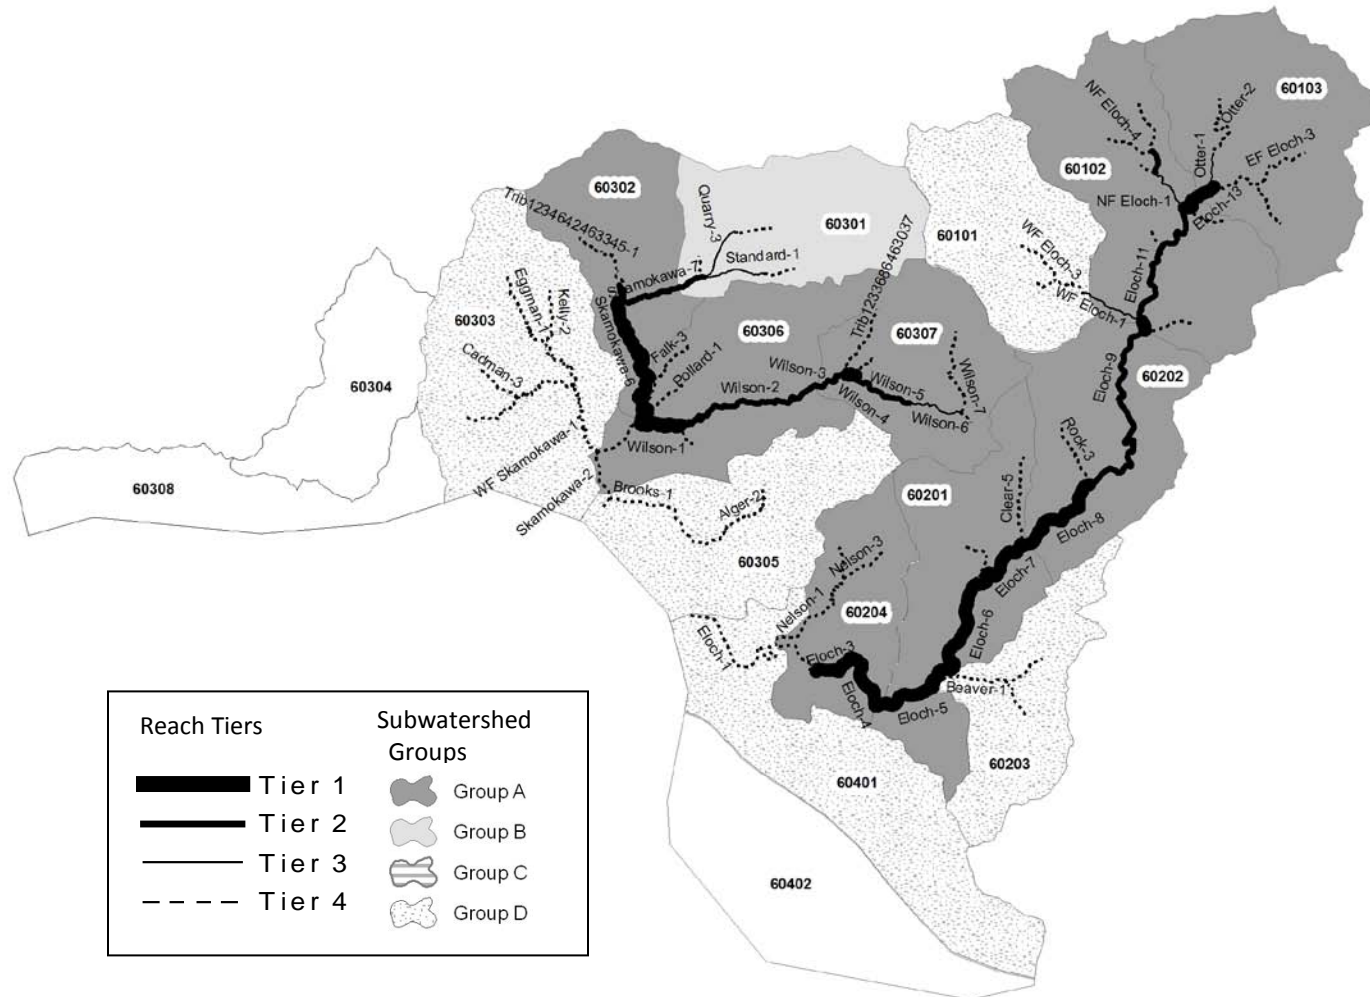 60103
NF Eloch-4
Otter-2
60102
Otter-1
EF Eloch-3
NF Eloch-1
Eloch-13
60302
Trib1234642463345-1
Quarry-3
60301
60101
WF Eloch-3
Eloch-11
Standard-1
Trib1233686463037
WF Eloch-1
Skamokawa-6
Eggman-1
Kelly-2
60303
60306
60307
Falk-3
Pollard-1
Cadman-3
60304
Wilson-3
Wilson-5
Wilson-7
Wilson-2
Wilson-4
Wilson-6
Eloch-9
60202
Wilson-1
WF Skamokawa-1
Rock-3
60308
Skamokawa-2
Brooks-1
Alger-2
60201
Clear-5
Eloch-8
60305
Nelson-3
Eloch-7
Nelson-1
60204
Eloch-6
Eloch-1
Eloch-3
Eloch-4
Eloch-5
Beaver-1
60203
60401
60402
Reach Tiers
Tier 1
Tier 2
Tier 3
Tier 4
Subwatershed
Groups
Group A
Group B
Group C
Group D